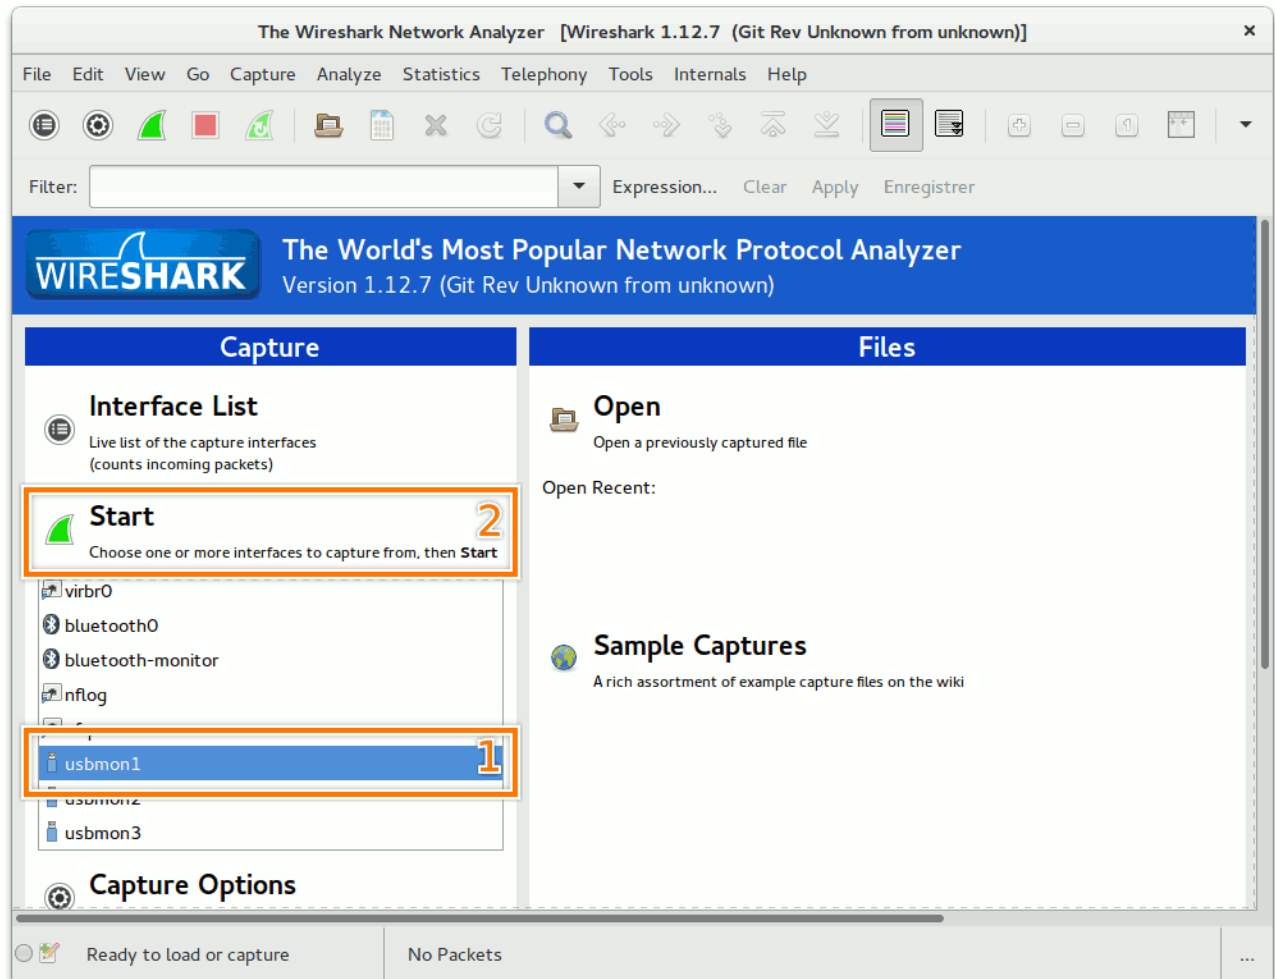 The Wireshark Network Analyzer [Wireshark 1.12.7 (Git Rev Unknown from unknown)]
File Edit View Go Capture Analyze Statistics Telephony Tools Internals Help
Filter: Expression... Clear Apply Enregistrer
WIRESHARK
The World's Most Popular Network Protocol Analyzer
Version 1.12.7 (Git Rev Unknown from unknown)
Capture
Interface List
Live list of the capture interfaces
(counts incoming packets)
Start
2
Choose one or more interfaces to capture from, then Start
virbr0
bluetooth0
bluetooth-monitor
nflog
usbmon1
1
usbmon2
usbmon3
Capture Options
Files
Open
Open a previously captured file
Open Recent:
Sample Captures
A rich assortment of example capture files on the wiki
Ready to load or capture
No Packets
...